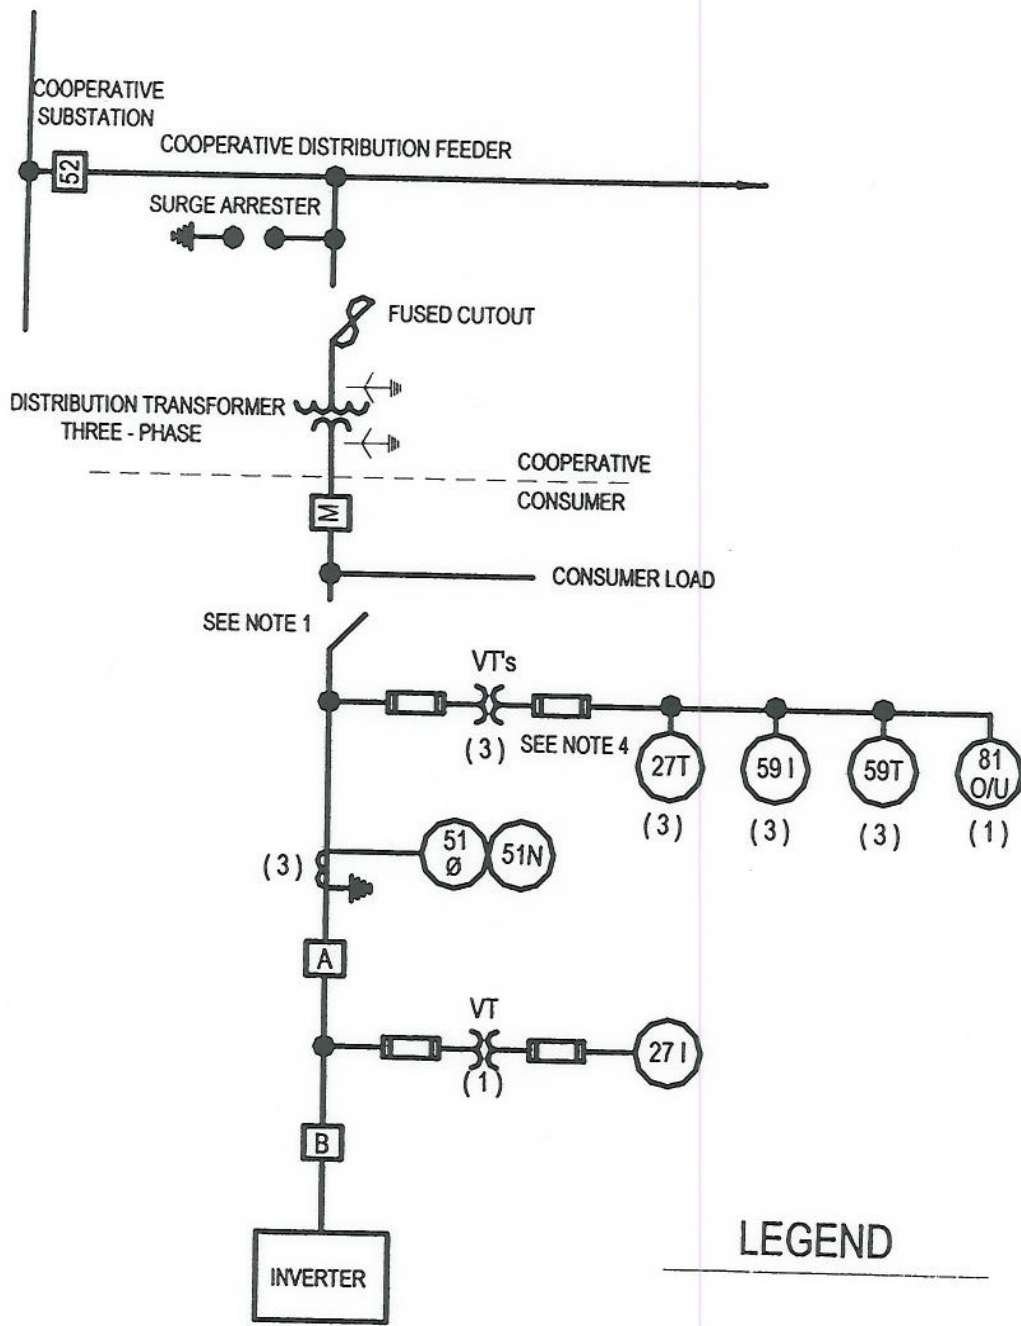 COOPERATIVE
SUBSTATION
COOPERATIVE DISTRIBUTION FEEDER
52
SURGE ARRESTER
FUSED CUTOUT
DISTRIBUTION TRANSFORMER
THREE - PHASE
COOPERATIVE
CONSUMER
M
CONSUMER LOAD
SEE NOTE 1
VT's
(3)
SEE NOTE 4
27T
(3)
59 I
(3)
59T
(3)
81
O/U
(1)
(3)
51
Ø
51N
A
VT
(1)
27 I
B
INVERTER
LEGEND